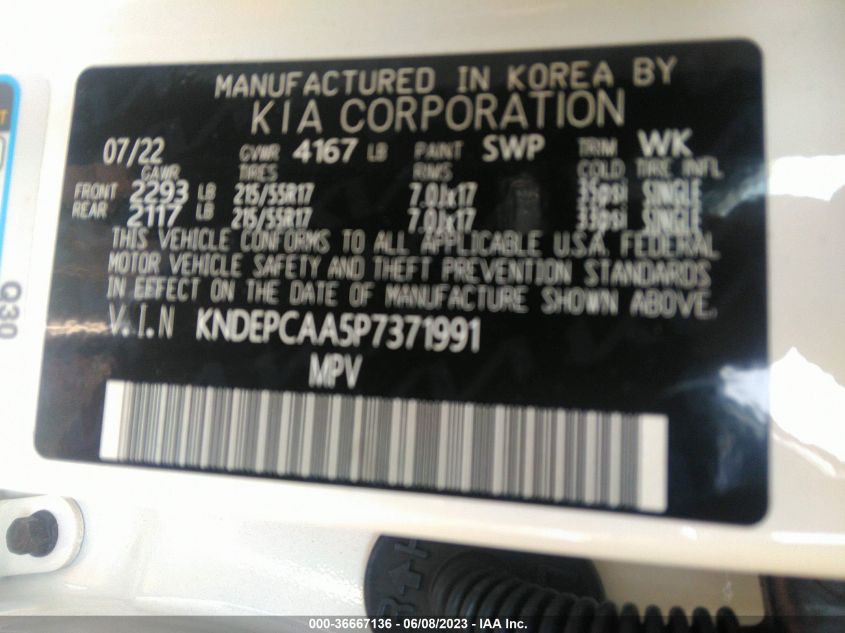 MANUFACTURED IN KOREA BY
KIA CORPORATION
07/22 GVWR 4167 LB PAINT SWP TRIM WK
GAWR TIRES RIMS COLD TIRE INFL
FRONT 2293 LB 215/55R17 7.0Jx17 35psi SINGLE
REAR 2117 LB 215/55R17 7.0Jx17 33psi SINGLE
THIS VEHICLE CONFORMS TO ALL APPLICABLE U.S.A. FEDERAL
MOTOR VEHICLE SAFETY AND THEFT PREVENTION STANDARDS
IN EFFECT ON THE DATE OF MANUFACTURE SHOWN ABOVE.
V.I.N KNDEPCAA5P7371991
MPV
Q30
000-36667136 - 06/08/2023 - IAA Inc.